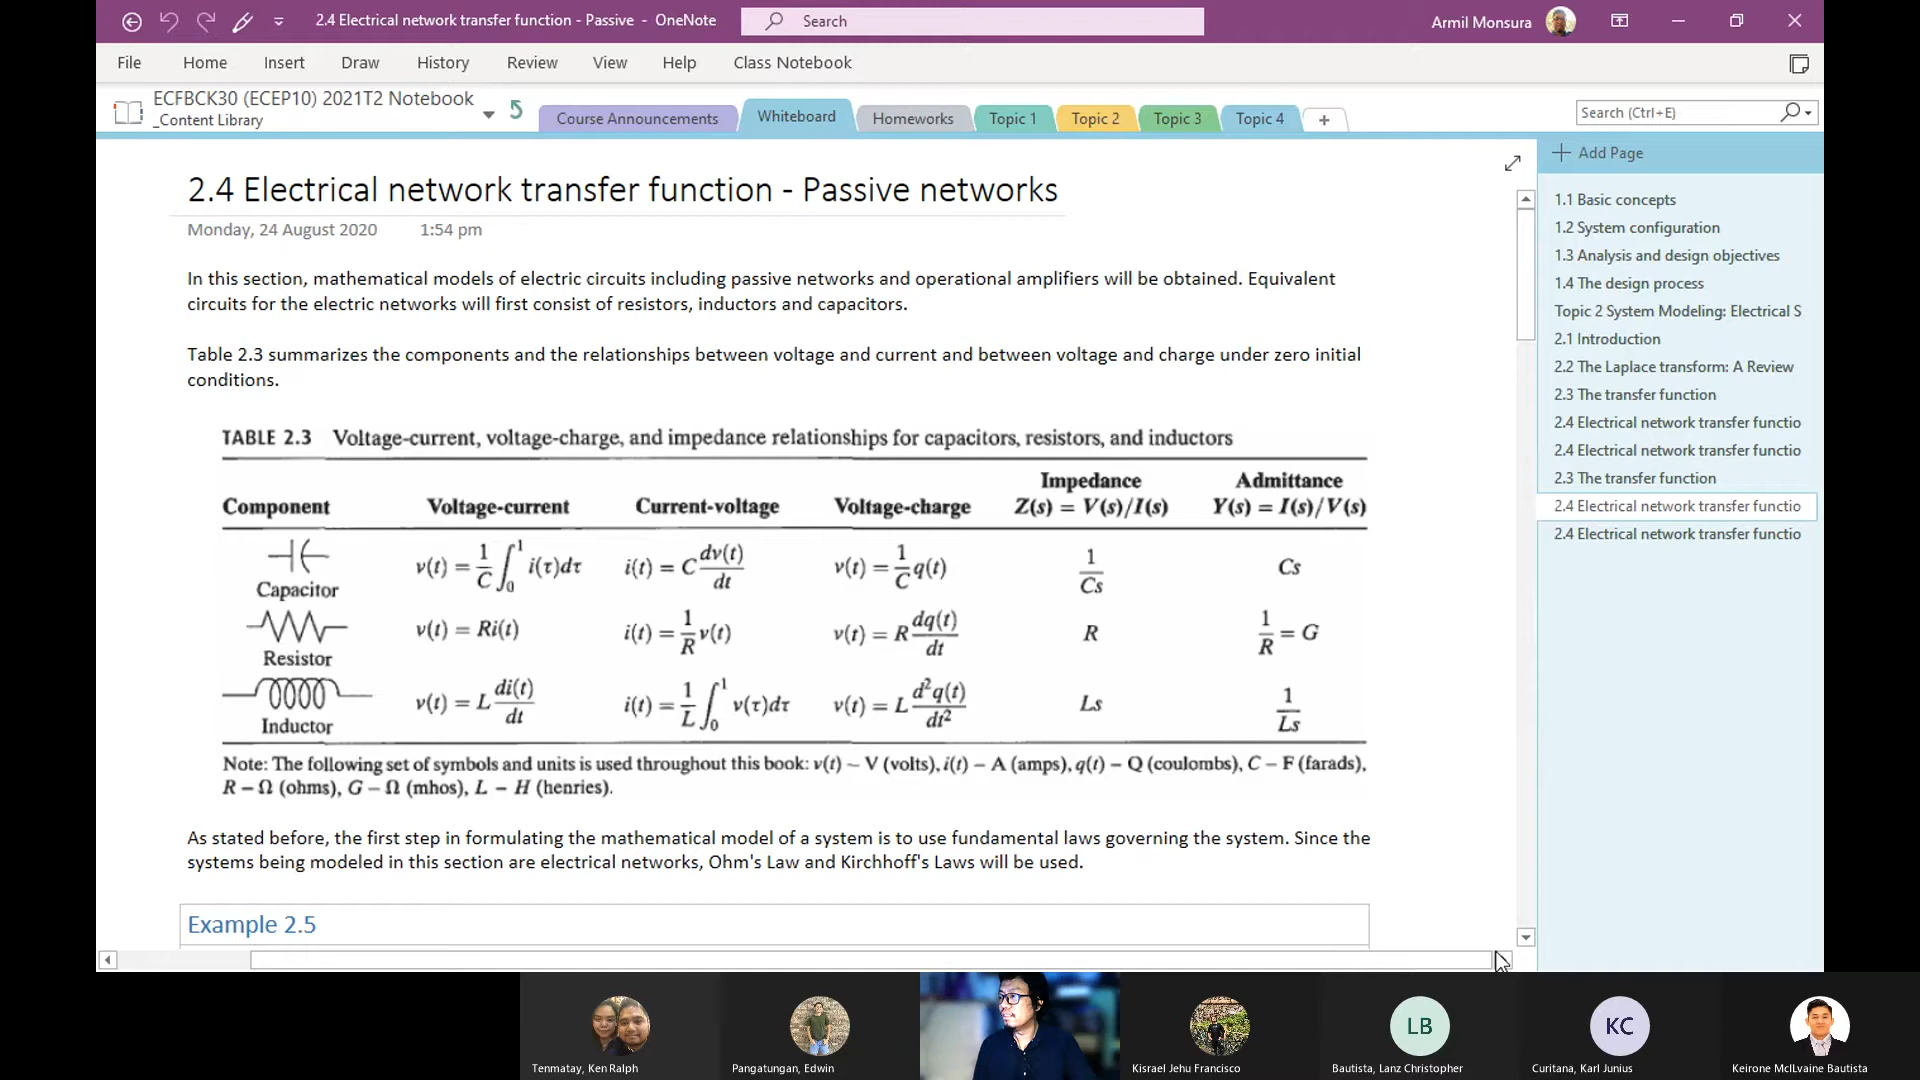 2.4 Electrical network transfer function - Passive - OneNote
Search
Armil Monsura
File Home Insert Draw History Review View Help Class Notebook
ECFBCK30 (ECEP10) 2021T2 Notebook
_Content Library
Course Announcements Whiteboard Homeworks Topic 1 Topic 2 Topic 3 Topic 4 +
Search (Ctrl+E)
Add Page
1.1 Basic concepts
1.2 System configuration
1.3 Analysis and design objectives
1.4 The design process
Topic 2 System Modeling: Electrical S
2.1 Introduction
2.2 The Laplace transform: A Review
2.3 The transfer function
2.4 Electrical network transfer functio
2.4 Electrical network transfer functio
2.3 The transfer function
2.4 Electrical network transfer functio
2.4 Electrical network transfer functio
2.4 Electrical network transfer function - Passive networks
Monday, 24 August 2020 1:54 pm
In this section, mathematical models of electric circuits including passive networks and operational amplifiers will be obtained. Equivalent
circuits for the electric networks will first consist of resistors, inductors and capacitors.
Table 2.3 summarizes the components and the relationships between voltage and current and between voltage and charge under zero initial
conditions.
TABLE 2.3 Voltage-current, voltage-charge, and impedance relationships for capacitors, resistors, and inductors
Component Voltage-current Current-voltage Voltage-charge Impedance Z(s) = V(s)/I(s) Admittance Y(s) = I(s)/V(s)
Capacitor v(t) = 1/C ∫₀¹ i(τ)dτ i(t) = C dv(t)/dt v(t) = 1/C q(t) 1/Cs Cs
Resistor v(t) = Ri(t) i(t) = 1/R v(t) v(t) = R dq(t)/dt R 1/R = G
Inductor v(t) = L di(t)/dt i(t) = 1/L ∫₀¹ v(τ)dτ v(t) = L d²q(t)/dt² Ls 1/Ls
Note: The following set of symbols and units is used throughout this book: v(t) – V (volts), i(t) – A (amps), q(t) – Q (coulombs), C – F (farads),
R – Ω (ohms), G – Ω (mhos), L – H (henries).
As stated before, the first step in formulating the mathematical model of a system is to use fundamental laws governing the system. Since the
systems being modeled in this section are electrical networks, Ohm's Law and Kirchhoff's Laws will be used.
Example 2.5
LB
KC
Tenmatay, Ken Ralph
Pangatungan, Edwin
Kisrael Jehu Francisco
Bautista, Lanz Christopher
Curitana, Karl Junius
Keirone McIlvaine Bautista